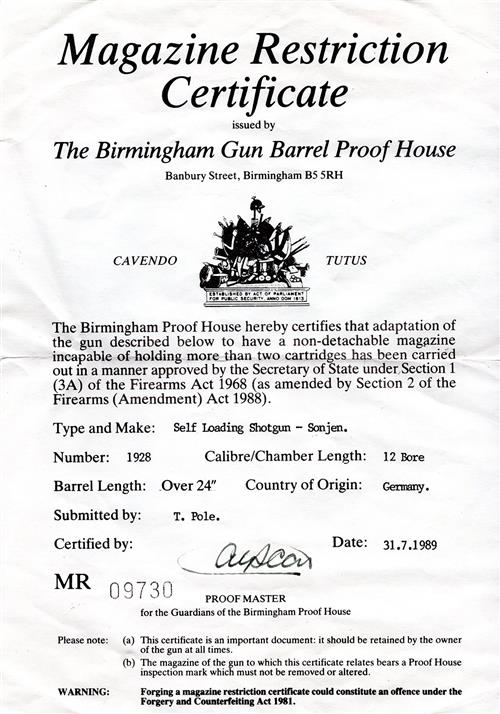 Magazine Restriction
Certificate
issued by
The Birmingham Gun Barrel Proof House
Banbury Street, Birmingham B5 5RH
CAVENDO TUTUS
ESTABLISHED BY ACT OF PARLIAMENT
FOR PUBLIC SECURITY, ANNO DOM 1813
The Birmingham Proof House hereby certifies that adaptation of
the gun described below to have a non-detachable magazine
incapable of holding more than two cartridges has been carried
out in a manner approved by the Secretary of State under Section 1
(3A) of the Firearms Act 1968 (as amended by Section 2 of the
Firearms (Amendment) Act 1988).
Type and Make: Self Loading Shotgun - Sonjen.
Number: 1928 Calibre/Chamber Length: 12 Bore
Barrel Length: Over 24" Country of Origin: Germany.
Submitted by: T. Pole.
Certified by: Date: 31.7.1989
MR 09730
PROOF MASTER
for the Guardians of the Birmingham Proof House
Please note: (a) This certificate is an important document: it should be retained by the owner
of the gun at all times.
(b) The magazine of the gun to which this certificate relates bears a Proof House
inspection mark which must not be removed or altered.
WARNING: Forging a magazine restriction certificate could constitute an offence under the
Forgery and Counterfeiting Act 1981.